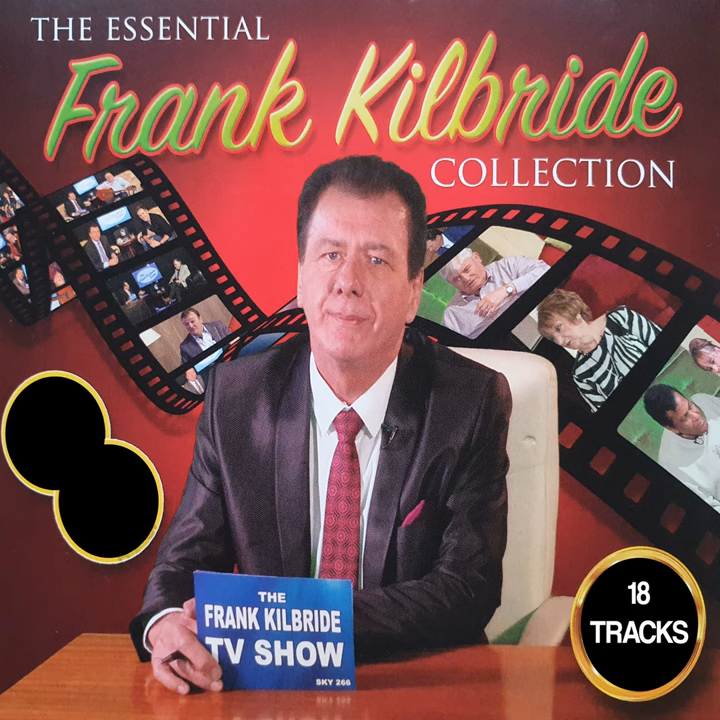 THE ESSENTIAL
Frank Kilbride
COLLECTION
THE
FRANK KILBRIDE
TV SHOW
SKY 266
18
TRACKS